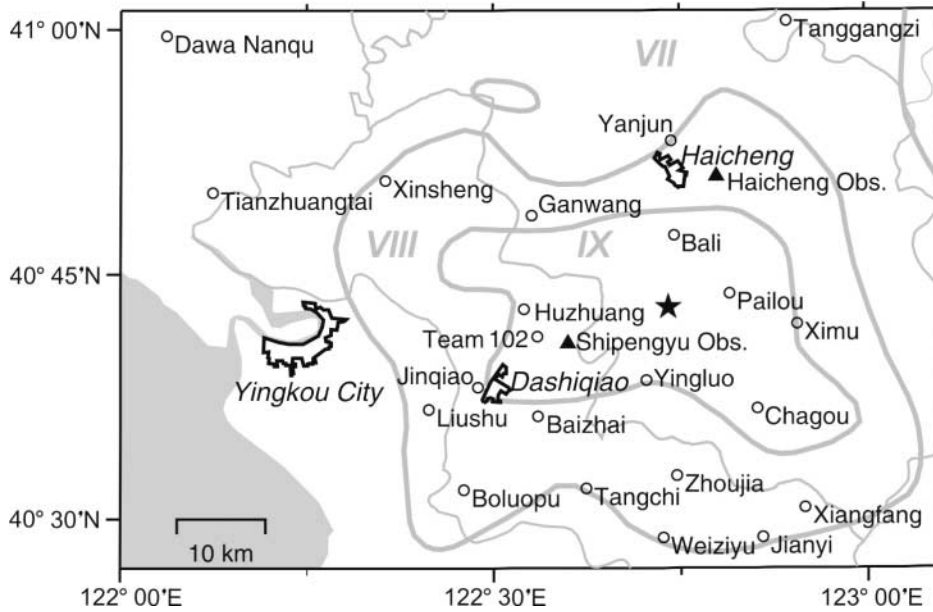 41° 00'N
Dawa Nanqu
Tanggangzi
VII
Yanjun
Haicheng
Haicheng Obs.
Tianzhuangtai
Xinsheng
Ganwang
VIII
IX
Bali
40° 45'N
Huzhuang
Pailou
Team 102
Shipengyu Obs.
Ximu
Yingkou City
Jinqiao
Dashiqiao
Yingluo
Liushu
Baizhai
Chagou
Boluopu
Tangchi
Zhoujia
Xiangfang
40° 30'N
10 km
Weiziyu
Jianyi
122° 00'E
122° 30'E
123° 00'E